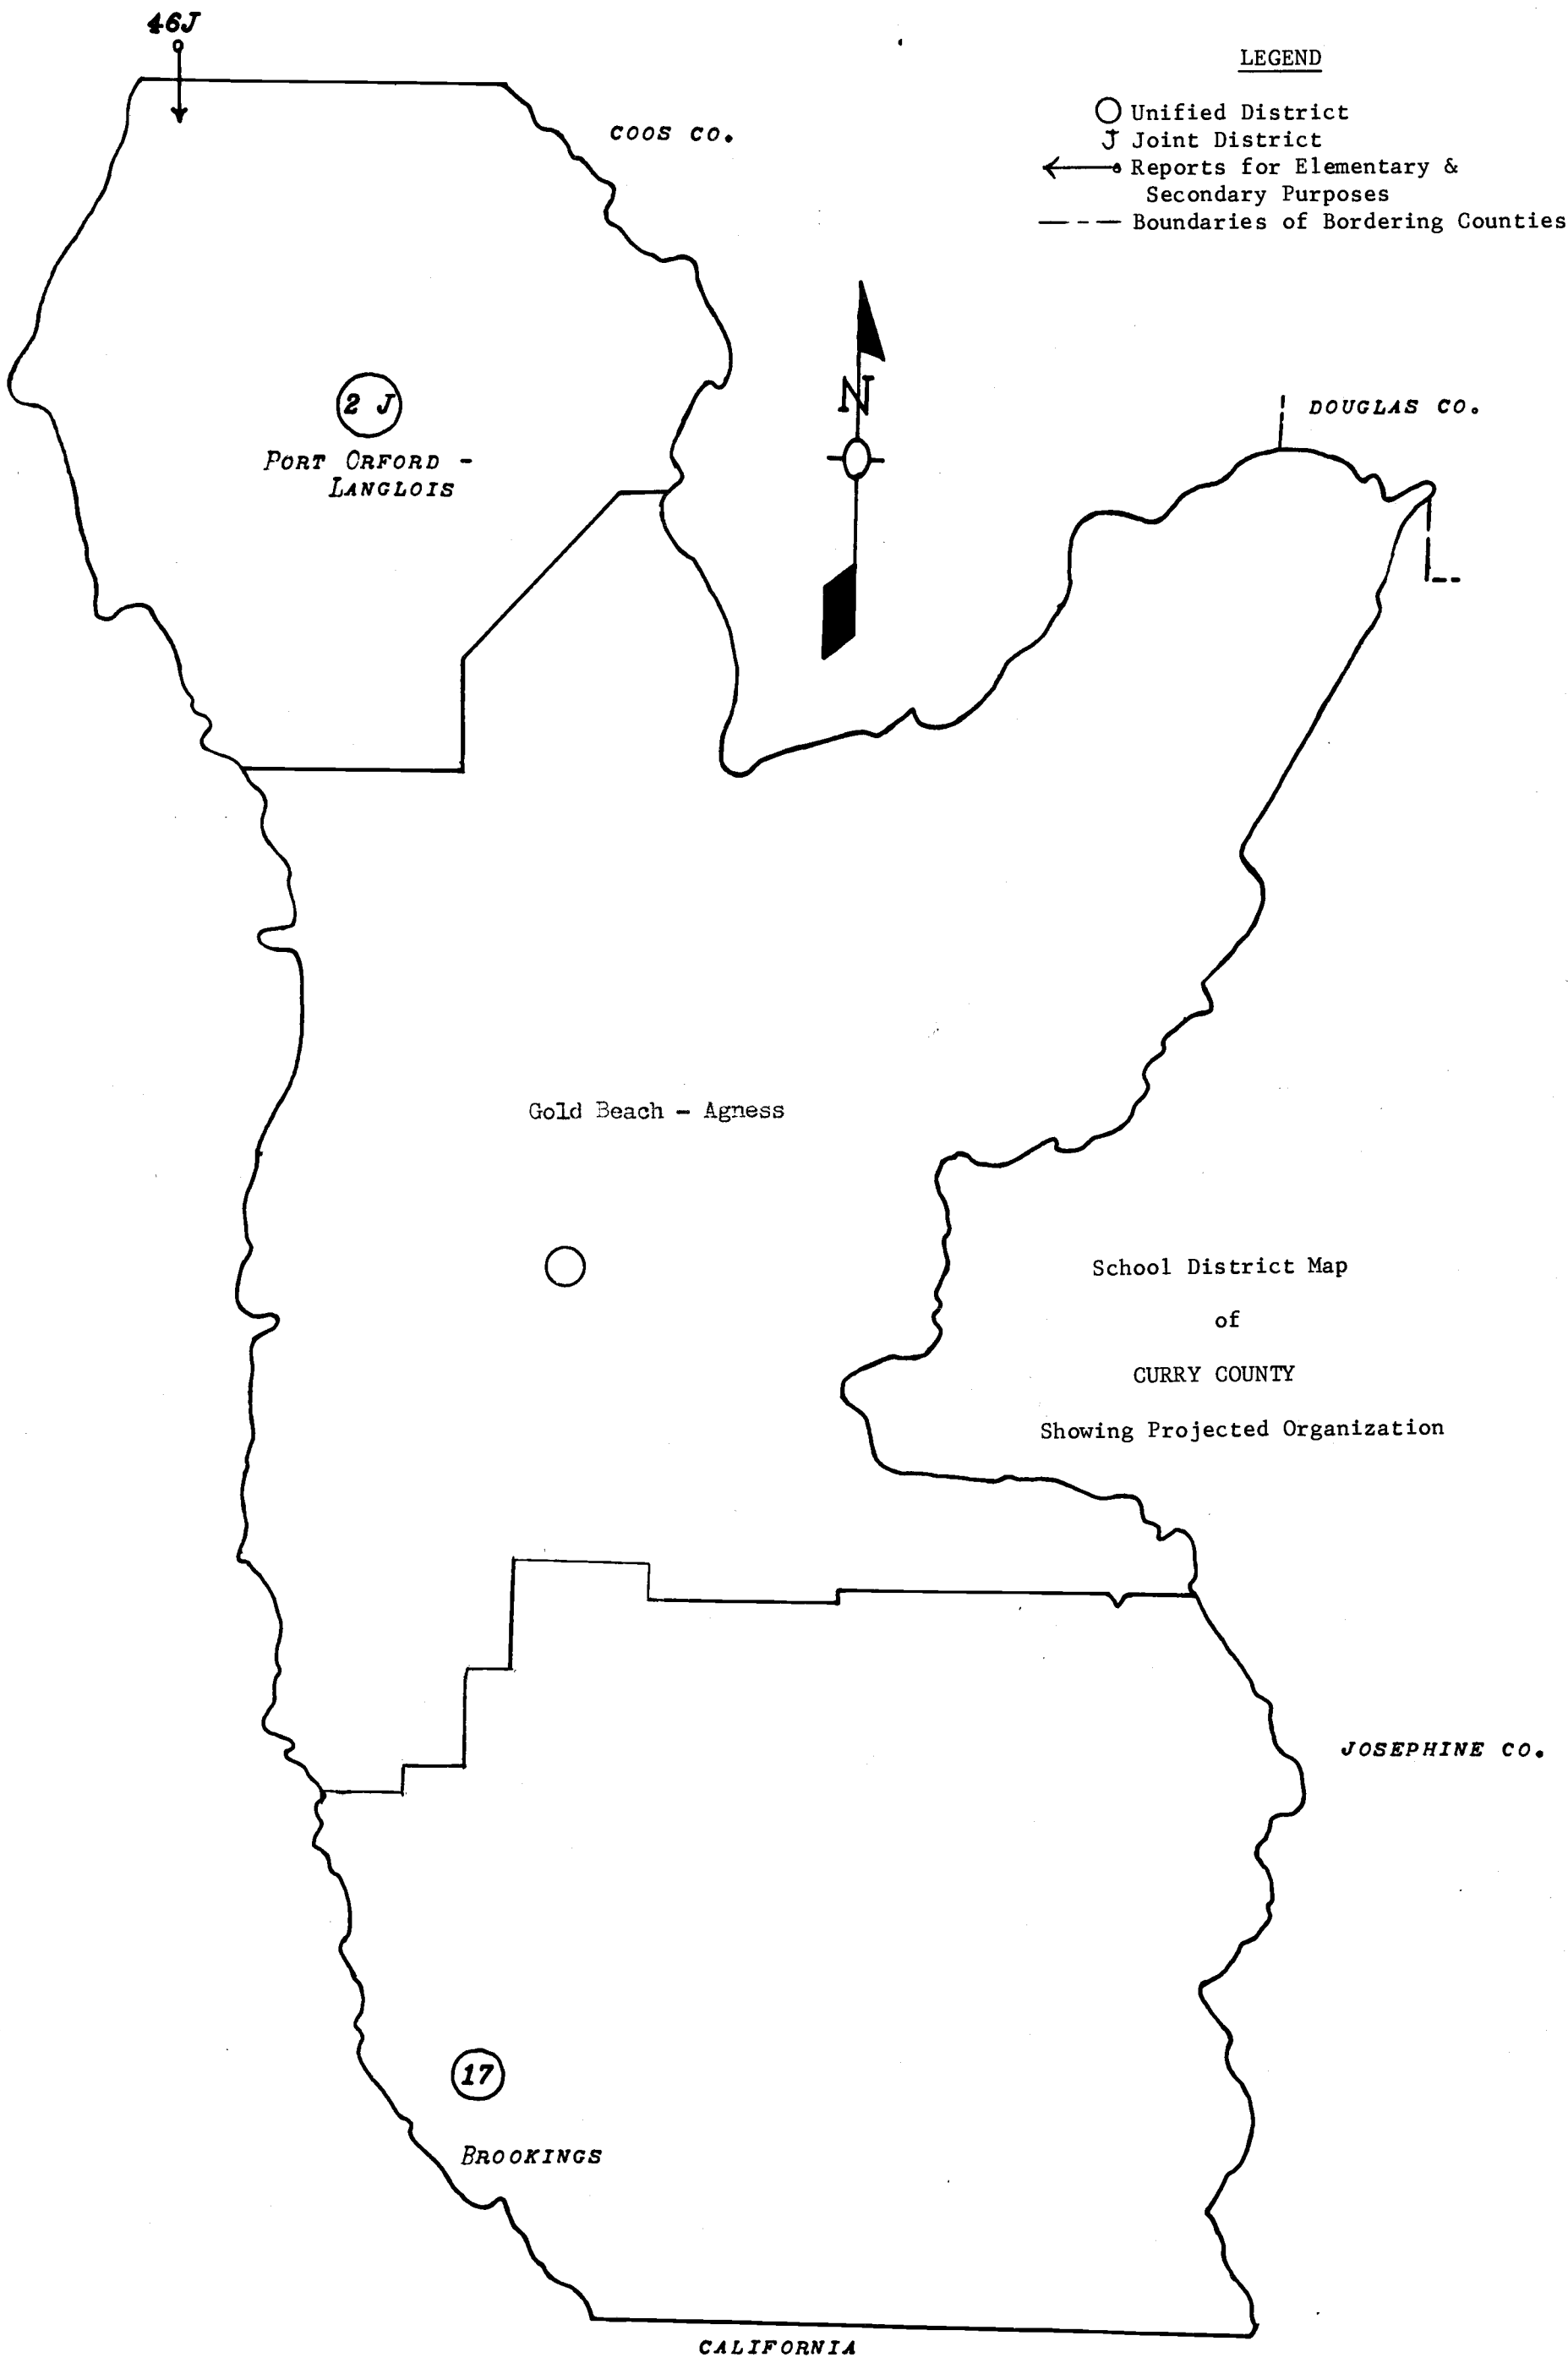 46J
LEGEND
Unified District
J Joint District
Reports for Elementary &
Secondary Purposes
Boundaries of Bordering Counties
COOS CO.
N
DOUGLAS CO.
2 J
PORT ORFORD -
LANGLOIS
Gold Beach - Agness
School District Map
of
CURRY COUNTY
Showing Projected Organization
JOSEPHINE CO.
17
BROOKINGS
CALIFORNIA